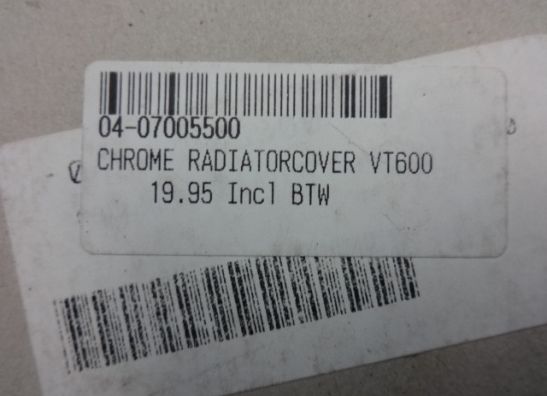 04-07005500
CHROME RADIATORCOVER VT600
19.95 Incl BTW